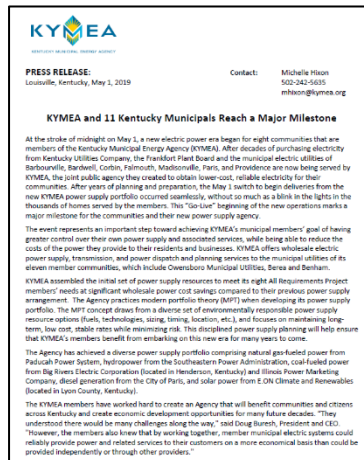 KYMEA
KENTUCKY MUNICIPAL ENERGY AGENCY
PRESS RELEASE:
Louisville, Kentucky, May 1, 2019
Contact:
Michelle Hixon
502-242-5635
mhixon@kymea.org
KYMEA and 11 Kentucky Municipals Reach a Major Milestone
At the stroke of midnight on May 1, a new electric power era began for eight communities that are
members of the Kentucky Municipal Energy Agency (KYMEA). After decades of purchasing electricity
from Kentucky Utilities Company, the Frankfort Plant Board and the municipal electric utilities of
Barbourville, Bardwell, Corbin, Falmouth, Madisonville, Paris, and Providence are now being served by
KYMEA, the joint public agency they created to obtain lower-cost, reliable electricity for their
communities. After years of planning and preparation, the May 1 switch to begin deliveries from the
new KYMEA power supply portfolio occurred seamlessly, without so much as a blink in the lights in the
thousands of homes served by the members. This "Go-Live" beginning of the new operations marks a
major milestone for the communities and their new power supply agency.
The event represents an important step toward achieving KYMEA's municipal members' goal of having
greater control over their own power supply and associated services, while being able to reduce the
costs of the power they provide to their residents and businesses. KYMEA offers wholesale electric
power supply, transmission, and power dispatch and planning services to the municipal utilities of its
eleven member communities, which include Owensboro Municipal Utilities, Berea and Benham.
KYMEA assembled the initial set of power supply resources to meet its eight All Requirements Project
members' needs at significant wholesale power cost savings compared to their previous power supply
arrangement. The Agency practices modern portfolio theory (MPT) when developing its power supply
portfolio. The MPT concept draws from a diverse set of environmentally responsible power supply
resource options (fuels, technologies, sizing, timing, location, etc.), and focuses on maintaining long-
term, low cost, stable rates while minimizing risk. This disciplined power supply planning will help ensure
that KYMEA's members benefit from embarking on this new era for many years to come.
The Agency has achieved a diverse power supply portfolio comprising natural gas-fueled power from
Paducah Power System, hydropower from the Southeastern Power Administration, coal-fueled power
from Big Rivers Electric Corporation (located in Henderson, Kentucky) and Illinois Power Marketing
Company, diesel generation from the City of Paris, and solar power from E.ON Climate and Renewables
(located in Lyon County, Kentucky).
The KYMEA members have worked hard to create an Agency that will benefit communities and citizens
across Kentucky and create economic development opportunities for many future decades. "They
understood there would be many challenges along the way," said Doug Buresh, President and CEO.
"However, the members also knew that by working together, member municipal electric systems could
reliably provide power and related services to their customers on a more economical basis than could be
provided independently or through other providers."